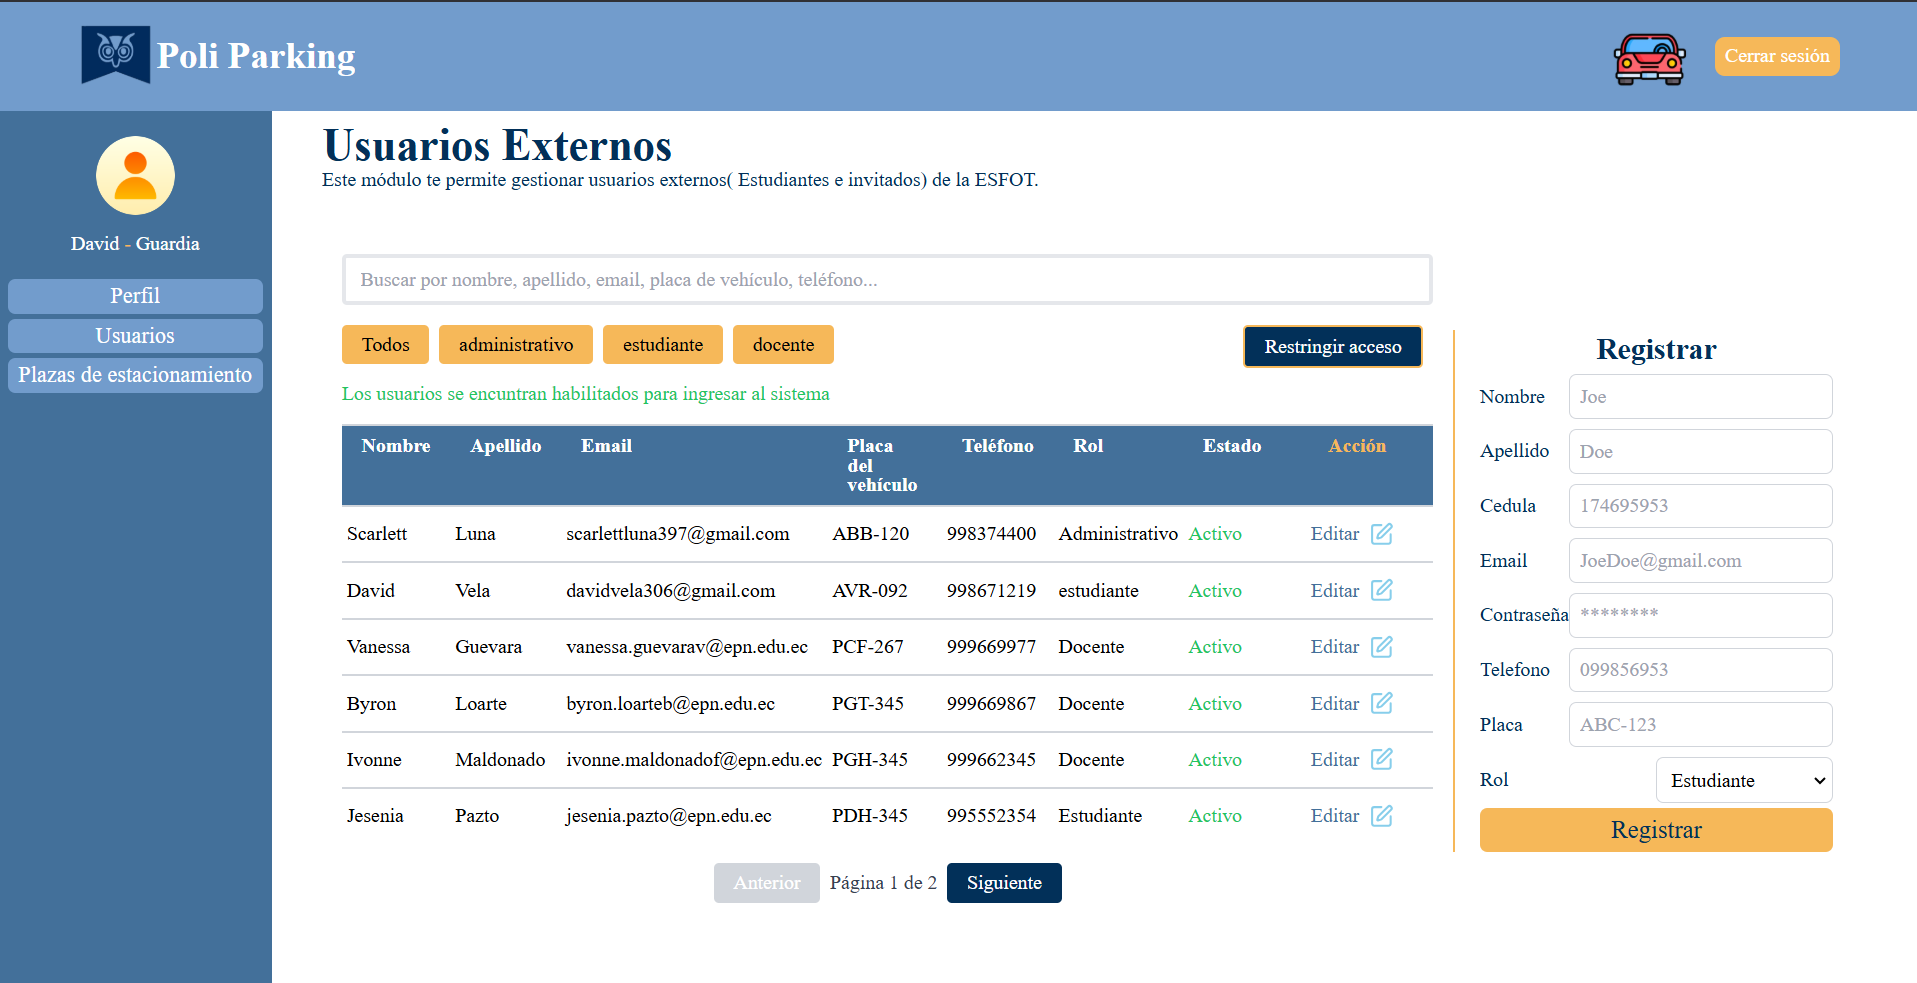 Poli Parking
Cerrar sesión
David - Guardia
Perfil
Usuarios
Plazas de estacionamiento
Usuarios Externos
Este módulo te permite gestionar usuarios externos( Estudiantes e invitados) de la ESFOT.
Buscar por nombre, apellido, email, placa de vehículo, teléfono...
Todos administrativo estudiante docente Restringir acceso
Los usuarios se encuntran habilitados para ingresar al sistema
Nombre Apellido Email Placa del vehículo Teléfono Rol Estado Acción
Scarlett Luna scarlettluna397@gmail.com ABB-120 998374400 Administrativo Activo Editar
David Vela davidvela306@gmail.com AVR-092 998671219 estudiante Activo Editar
Vanessa Guevara vanessa.guevarav@epn.edu.ec PCF-267 999669977 Docente Activo Editar
Byron Loarte byron.loarteb@epn.edu.ec PGT-345 999669867 Docente Activo Editar
Ivonne Maldonado ivonne.maldonadof@epn.edu.ec PGH-345 999662345 Docente Activo Editar
Jesenia Pazto jesenia.pazto@epn.edu.ec PDH-345 995552354 Estudiante Activo Editar
Anterior Página 1 de 2 Siguiente
Registrar
Nombre Joe
Apellido Doe
Cedula 174695953
Email JoeDoe@gmail.com
Contraseña ********
Telefono 099856953
Placa ABC-123
Rol Estudiante
Registrar